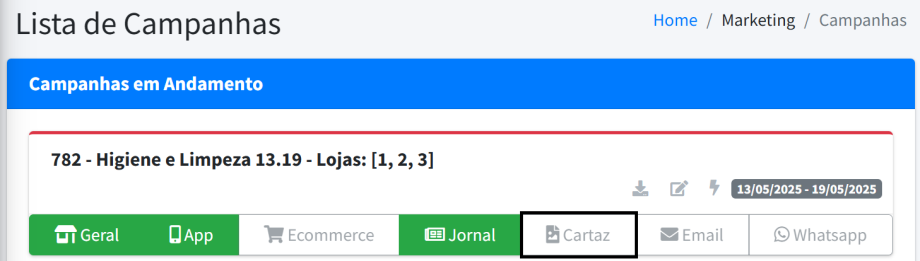 Lista de Campanhas
Home / Marketing / Campanhas
Campanhas em Andamento
782 - Higiene e Limpeza 13.19 - Lojas: [1, 2, 3]
13/05/2025 - 19/05/2025
Geral App Ecommerce Jornal Cartaz Email Whatsapp